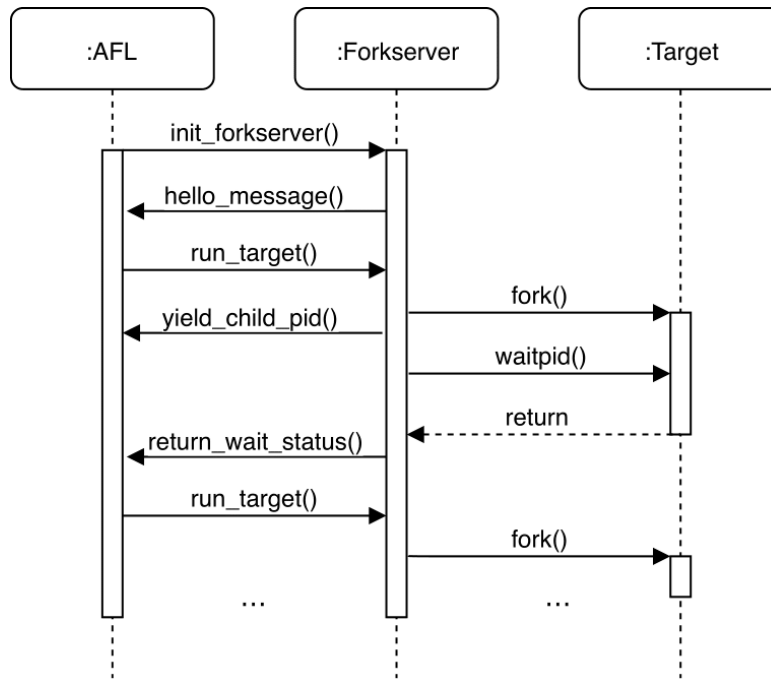 :AFL
:Forkserver
:Target
init_forkserver()
hello_message()
run_target()
fork()
yield_child_pid()
waitpid()
return
return_wait_status()
run_target()
fork()
...
...